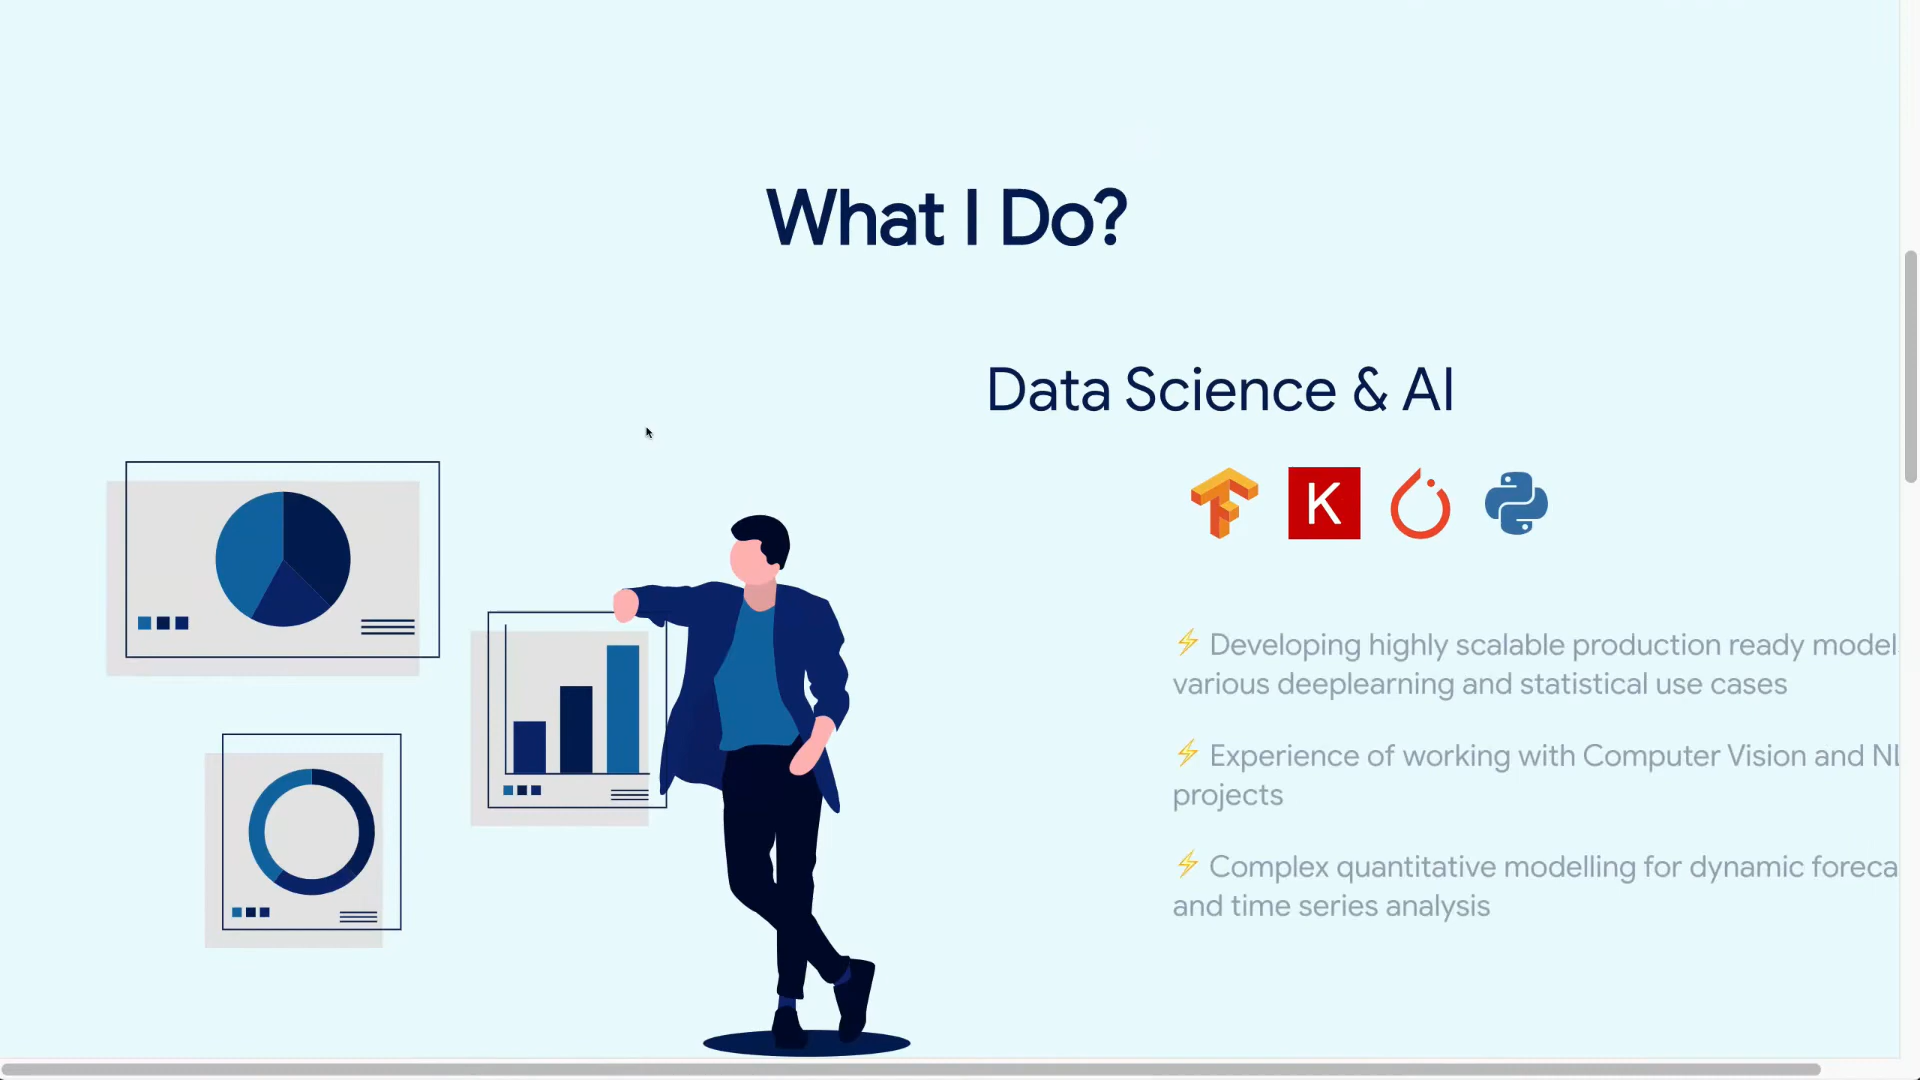 What I Do?
Data Science & AI
K
⚡ Developing highly scalable production ready model
various deeplearning and statistical use cases
⚡ Experience of working with Computer Vision and
projects
⚡ Complex quantitative modelling for dynamic foreca
and time series analysis